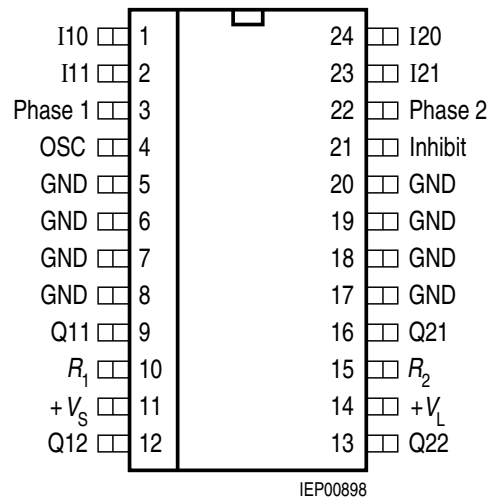 I10 1 24 I20
I11 2 23 I21
Phase 1 3 22 Phase 2
OSC 4 21 Inhibit
GND 5 20 GND
GND 6 19 GND
GND 7 18 GND
GND 8 17 GND
Q11 9 16 Q21
R1 10 15 R2
+VS 11 14 +VL
Q12 12 13 Q22
IEP00898